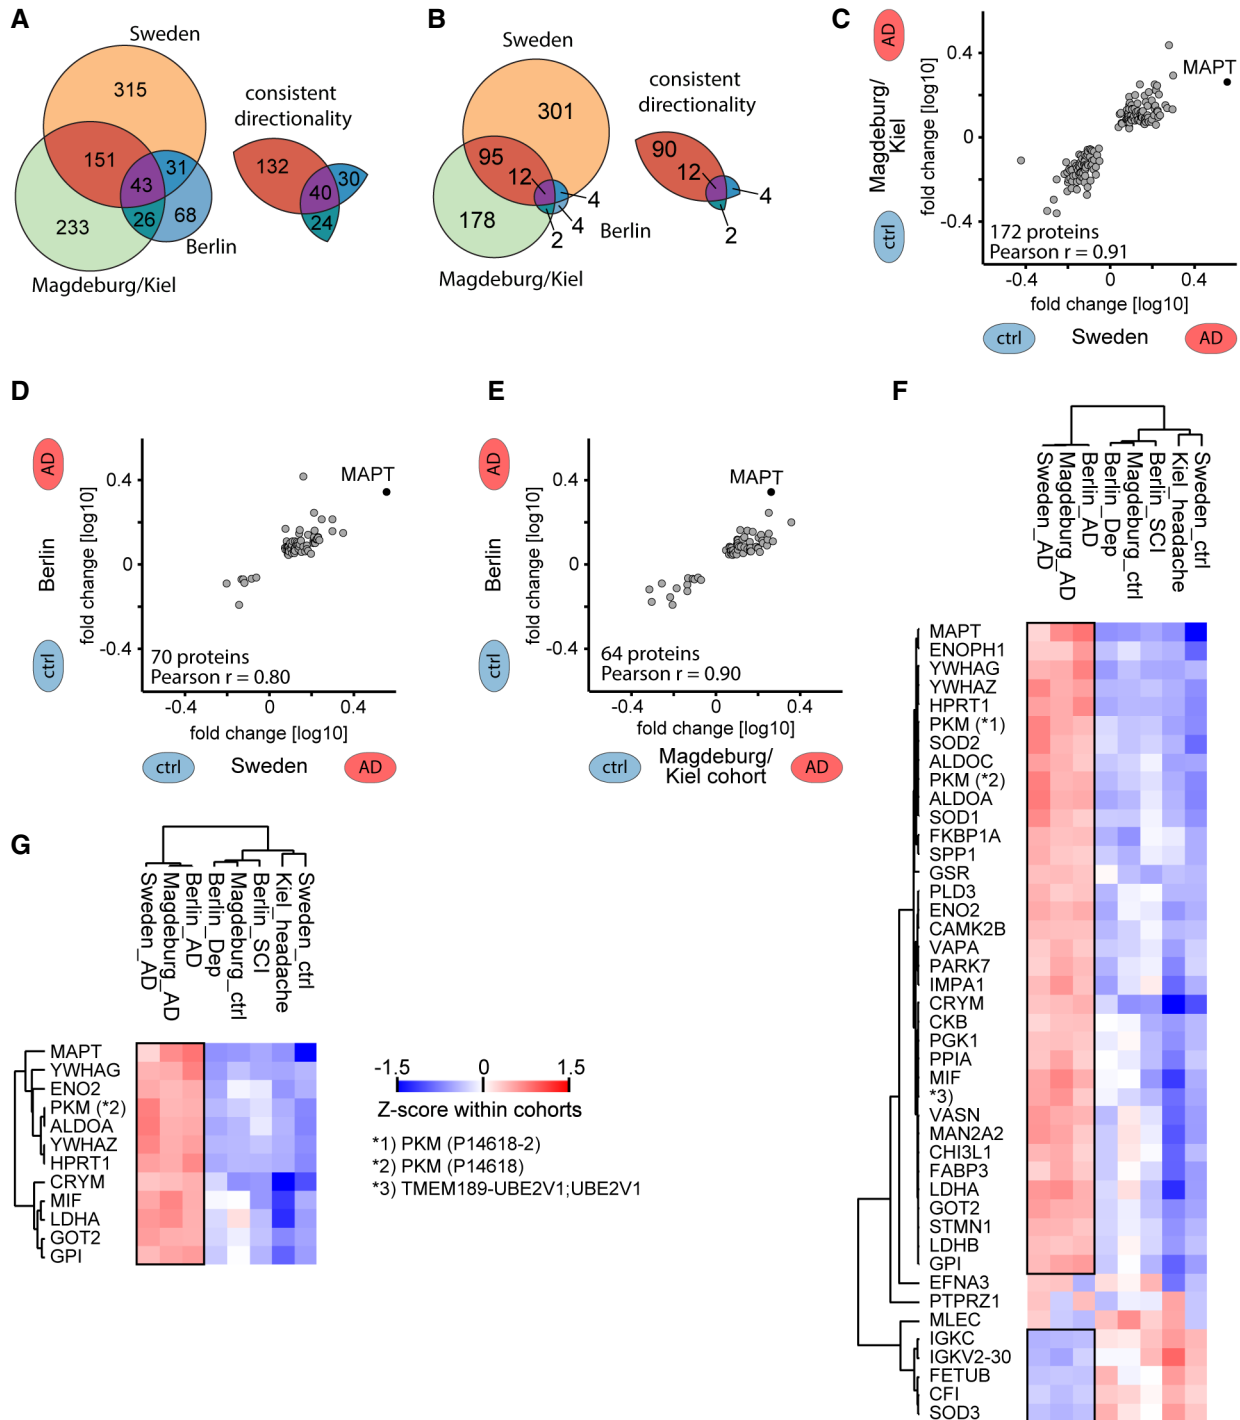 A
Sweden
315
151
43
31
26
68
233
Berlin
Magdeburg/Kiel
consistent
directionality
132
40
30
24
B
Sweden
301
95
12
4
4
2
178
Berlin
Magdeburg/Kiel
consistent
directionality
90
12
4
2
C
AD
Magdeburg/
Kiel
ctrl
fold change [log10]
0.4
0
-0.4
MAPT
172 proteins
Pearson r = 0.91
-0.4 0 0.4
fold change [log10]
ctrl Sweden AD
D
AD
Berlin
ctrl
fold change [log10]
0.4
0
-0.4
MAPT
70 proteins
Pearson r = 0.80
-0.4 0 0.4
fold change [log10]
ctrl Sweden AD
E
AD
Berlin
ctrl
fold change [log10]
0.4
0
-0.4
MAPT
64 proteins
Pearson r = 0.90
-0.4 0 0.4
fold change [log10]
ctrl Magdeburg/
Kiel cohort AD
F
Sweden_AD
Magdeburg_AD
Berlin_AD
Berlin_Dep
Magdeburg_ctrl
Berlin_SCI
Kiel_headache
Sweden_ctrl
MAPT
ENOPH1
YWHAG
YWHAZ
HPRT1
PKM (*1)
SOD2
ALDOC
PKM (*2)
ALDOA
SOD1
FKBP1A
SPP1
GSR
PLD3
ENO2
CAMK2B
VAPA
PARK7
IMPA1
CRYM
CKB
PGK1
PPIA
MIF
*3)
VASN
MAN2A2
CHI3L1
FABP3
LDHA
GOT2
STMN1
LDHB
GPI
EFNA3
PTPRZ1
MLEC
IGKC
IGKV2-30
FETUB
CFI
SOD3
G
Sweden_AD
Magdeburg_AD
Berlin_AD
Berlin_Dep
Magdeburg_ctrl
Berlin_SCI
Kiel_headache
Sweden_ctrl
MAPT
YWHAG
ENO2
PKM (*2)
ALDOA
YWHAZ
HPRT1
CRYM
MIF
LDHA
GOT2
GPI
-1.5 0 1.5
Z-score within cohorts
*1) PKM (P14618-2)
*2) PKM (P14618)
*3) TMEM189-UBE2V1;UBE2V1